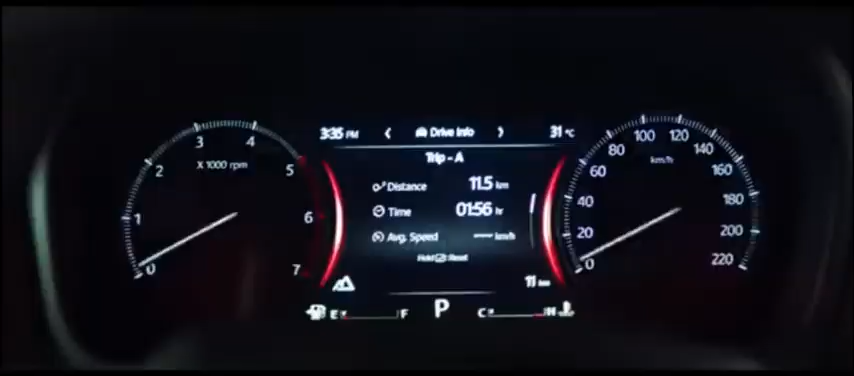 3:35 PM < Drive Info > 31 °C
Trip - A
Distance 11.5 km
Time 01:56 hr
Avg. Speed ---- km/h
Hold Reset
11 km
E F P C H
0 1 2 3 4 5 6 7
X 1000 rpm
0 20 40 60 80 100 120 140 160 180 200 220
km/h